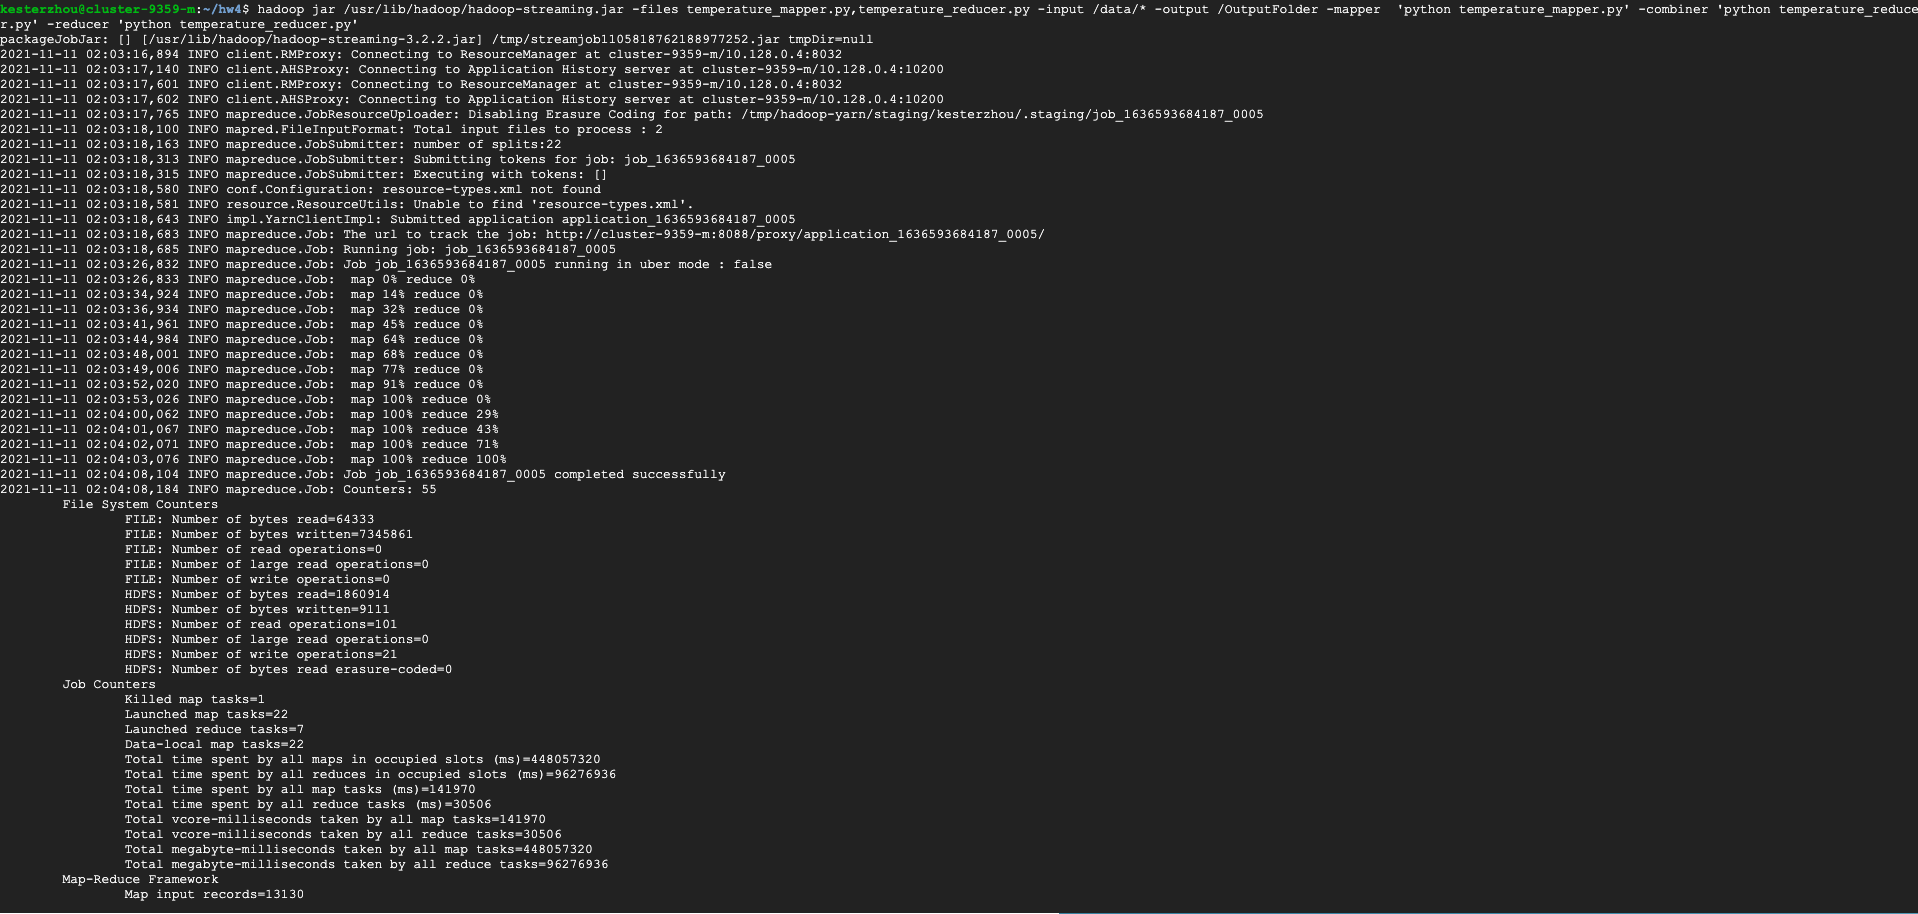 kesterzhou@cluster-9359-m:~/hw4$ hadoop jar /usr/lib/hadoop/hadoop-streaming.jar -files temperature_mapper.py,temperature_reducer.py -input /data/* -output /OutputFolder -mapper  'python temperature_mapper.py' -combiner 'python temperature_reduce
r.py' -reducer 'python temperature_reducer.py'
packageJobJar: [] [/usr/lib/hadoop/hadoop-streaming-3.2.2.jar] /tmp/streamjob1105818762188977252.jar tmpDir=null
2021-11-11 02:03:16,894 INFO client.RMProxy: Connecting to ResourceManager at cluster-9359-m/10.128.0.4:8032
2021-11-11 02:03:17,140 INFO client.AHSProxy: Connecting to Application History server at cluster-9359-m/10.128.0.4:10200
2021-11-11 02:03:17,601 INFO client.RMProxy: Connecting to ResourceManager at cluster-9359-m/10.128.0.4:8032
2021-11-11 02:03:17,602 INFO client.AHSProxy: Connecting to Application History server at cluster-9359-m/10.128.0.4:10200
2021-11-11 02:03:17,765 INFO mapreduce.JobResourceUploader: Disabling Erasure Coding for path: /tmp/hadoop-yarn/staging/kesterzhou/.staging/job_1636593684187_0005
2021-11-11 02:03:18,100 INFO mapred.FileInputFormat: Total input files to process : 2
2021-11-11 02:03:18,163 INFO mapreduce.JobSubmitter: number of splits:22
2021-11-11 02:03:18,313 INFO mapreduce.JobSubmitter: Submitting tokens for job: job_1636593684187_0005
2021-11-11 02:03:18,315 INFO mapreduce.JobSubmitter: Executing with tokens: []
2021-11-11 02:03:18,580 INFO conf.Configuration: resource-types.xml not found
2021-11-11 02:03:18,581 INFO resource.ResourceUtils: Unable to find 'resource-types.xml'.
2021-11-11 02:03:18,643 INFO impl.YarnClientImpl: Submitted application application_1636593684187_0005
2021-11-11 02:03:18,683 INFO mapreduce.Job: The url to track the job: http://cluster-9359-m:8088/proxy/application_1636593684187_0005/
2021-11-11 02:03:18,685 INFO mapreduce.Job: Running job: job_1636593684187_0005
2021-11-11 02:03:26,832 INFO mapreduce.Job: Job job_1636593684187_0005 running in uber mode : false
2021-11-11 02:03:26,833 INFO mapreduce.Job:  map 0% reduce 0%
2021-11-11 02:03:34,924 INFO mapreduce.Job:  map 14% reduce 0%
2021-11-11 02:03:36,934 INFO mapreduce.Job:  map 32% reduce 0%
2021-11-11 02:03:41,961 INFO mapreduce.Job:  map 45% reduce 0%
2021-11-11 02:03:44,984 INFO mapreduce.Job:  map 64% reduce 0%
2021-11-11 02:03:48,001 INFO mapreduce.Job:  map 68% reduce 0%
2021-11-11 02:03:49,006 INFO mapreduce.Job:  map 77% reduce 0%
2021-11-11 02:03:52,020 INFO mapreduce.Job:  map 91% reduce 0%
2021-11-11 02:03:53,026 INFO mapreduce.Job:  map 100% reduce 0%
2021-11-11 02:04:00,062 INFO mapreduce.Job:  map 100% reduce 29%
2021-11-11 02:04:01,067 INFO mapreduce.Job:  map 100% reduce 43%
2021-11-11 02:04:02,071 INFO mapreduce.Job:  map 100% reduce 71%
2021-11-11 02:04:03,076 INFO mapreduce.Job:  map 100% reduce 100%
2021-11-11 02:04:08,104 INFO mapreduce.Job: Job job_1636593684187_0005 completed successfully
2021-11-11 02:04:08,184 INFO mapreduce.Job: Counters: 55
File System Counters
FILE: Number of bytes read=64333
FILE: Number of bytes written=7345861
FILE: Number of read operations=0
FILE: Number of large read operations=0
FILE: Number of write operations=0
HDFS: Number of bytes read=1860914
HDFS: Number of bytes written=9111
HDFS: Number of read operations=101
HDFS: Number of large read operations=0
HDFS: Number of write operations=21
HDFS: Number of bytes read erasure-coded=0
Job Counters
Killed map tasks=1
Launched map tasks=22
Launched reduce tasks=7
Data-local map tasks=22
Total time spent by all maps in occupied slots (ms)=448057320
Total time spent by all reduces in occupied slots (ms)=96276936
Total time spent by all map tasks (ms)=141970
Total time spent by all reduce tasks (ms)=30506
Total vcore-milliseconds taken by all map tasks=141970
Total vcore-milliseconds taken by all reduce tasks=30506
Total megabyte-milliseconds taken by all map tasks=448057320
Total megabyte-milliseconds taken by all reduce tasks=96276936
Map-Reduce Framework
Map input records=13130